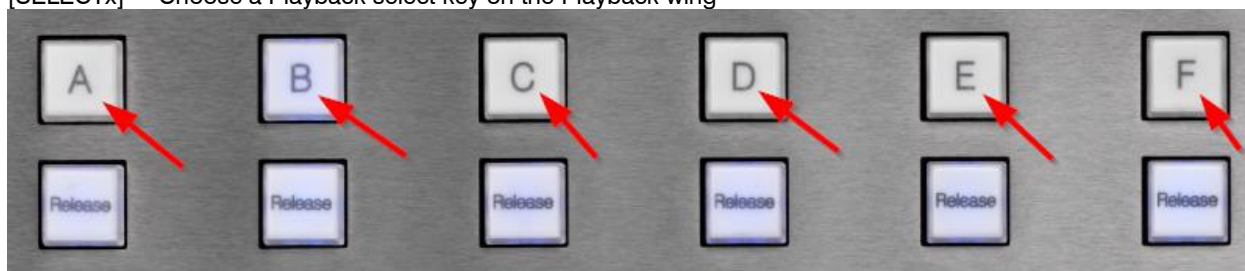 [SELECTx] Choose a Playback select key on the Playback wing
A B C D E F
Release Release Release Release Release Release